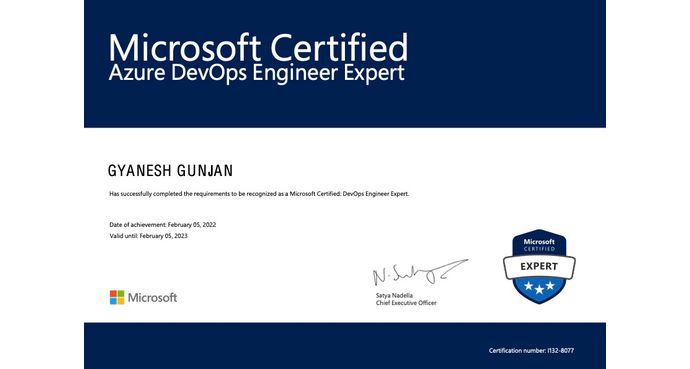 Microsoft Certified
Azure DevOps Engineer Expert
GYANESH GUNJAN
Has successfully completed the requirements to be recognized as a Microsoft Certified: DevOps Engineer Expert.
Date of achievement: February 05, 2022
Valid until: February 05, 2023
Microsoft
Satya Nadella
Chief Executive Officer
Microsoft
CERTIFIED
EXPERT
Certification number: I132-8077